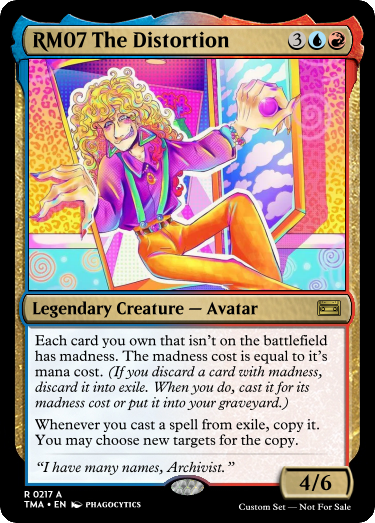 RM07 The Distortion 3
Legendary Creature — Avatar
Each card you own that isn't on the battlefield
has madness. The madness cost is equal to it's
mana cost. (If you discard a card with madness,
discard it into exile. When you do, cast it for its
madness cost or put it into your graveyard.)
Whenever you cast a spell from exile, copy it.
You may choose new targets for the copy.
“I have many names, Archivist.”
4/6
R 0217 A
TMA • EN PHAGOCYTICS
Custom Set — Not For Sale